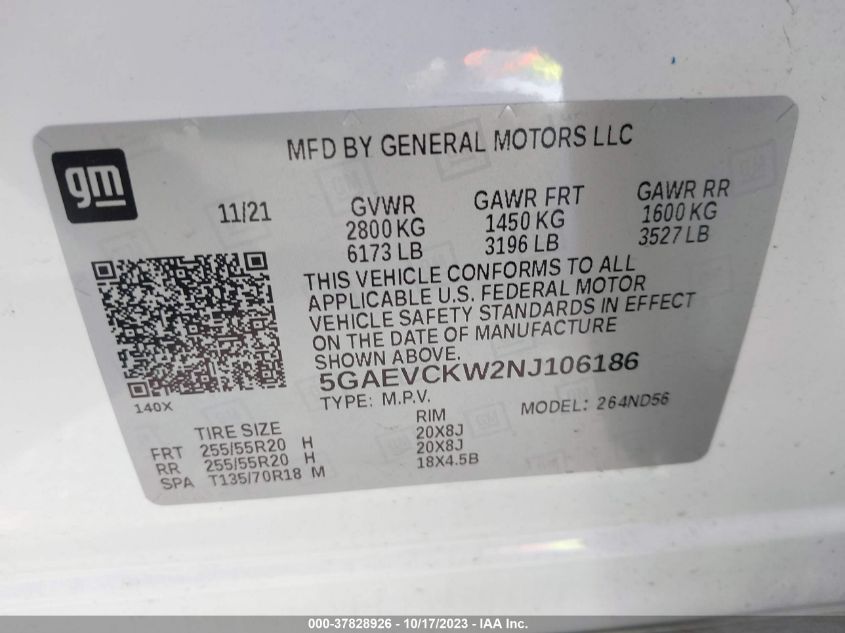 MFD BY GENERAL MOTORS LLC
gm
11/21
GVWR GAWR FRT GAWR RR
2800 KG 1450 KG 1600 KG
6173 LB 3196 LB 3527 LB
THIS VEHICLE CONFORMS TO ALL
APPLICABLE U.S. FEDERAL MOTOR
VEHICLE SAFETY STANDARDS IN EFFECT
ON THE DATE OF MANUFACTURE
SHOWN ABOVE.
5GAEVCKW2NJ106186
140X
TYPE: M.P.V. MODEL: 264ND56
TIRE SIZE RIM
FRT 255/55R20 H 20X8J
RR 255/55R20 H 20X8J
SPA T135/70R18 M 18X4.5B
000-37828926 - 10/17/2023 - IAA Inc.